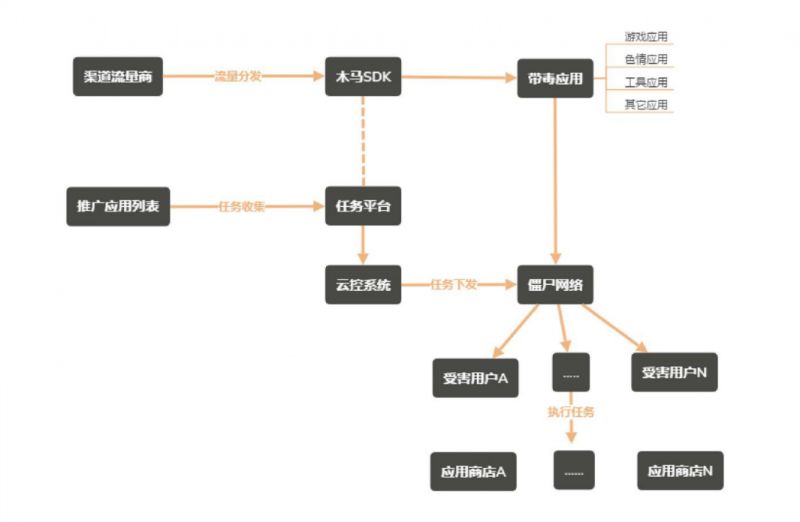 游戏应用
色情应用
渠道流量商
流量分发
木马SDK
带毒应用
工具应用
其它应用
推广应用列表
任务收集
任务平台
云控系统
任务下发
僵尸网络
受害用户A
.....
受害用户N
执行任务
应用商店A
......
应用商店N